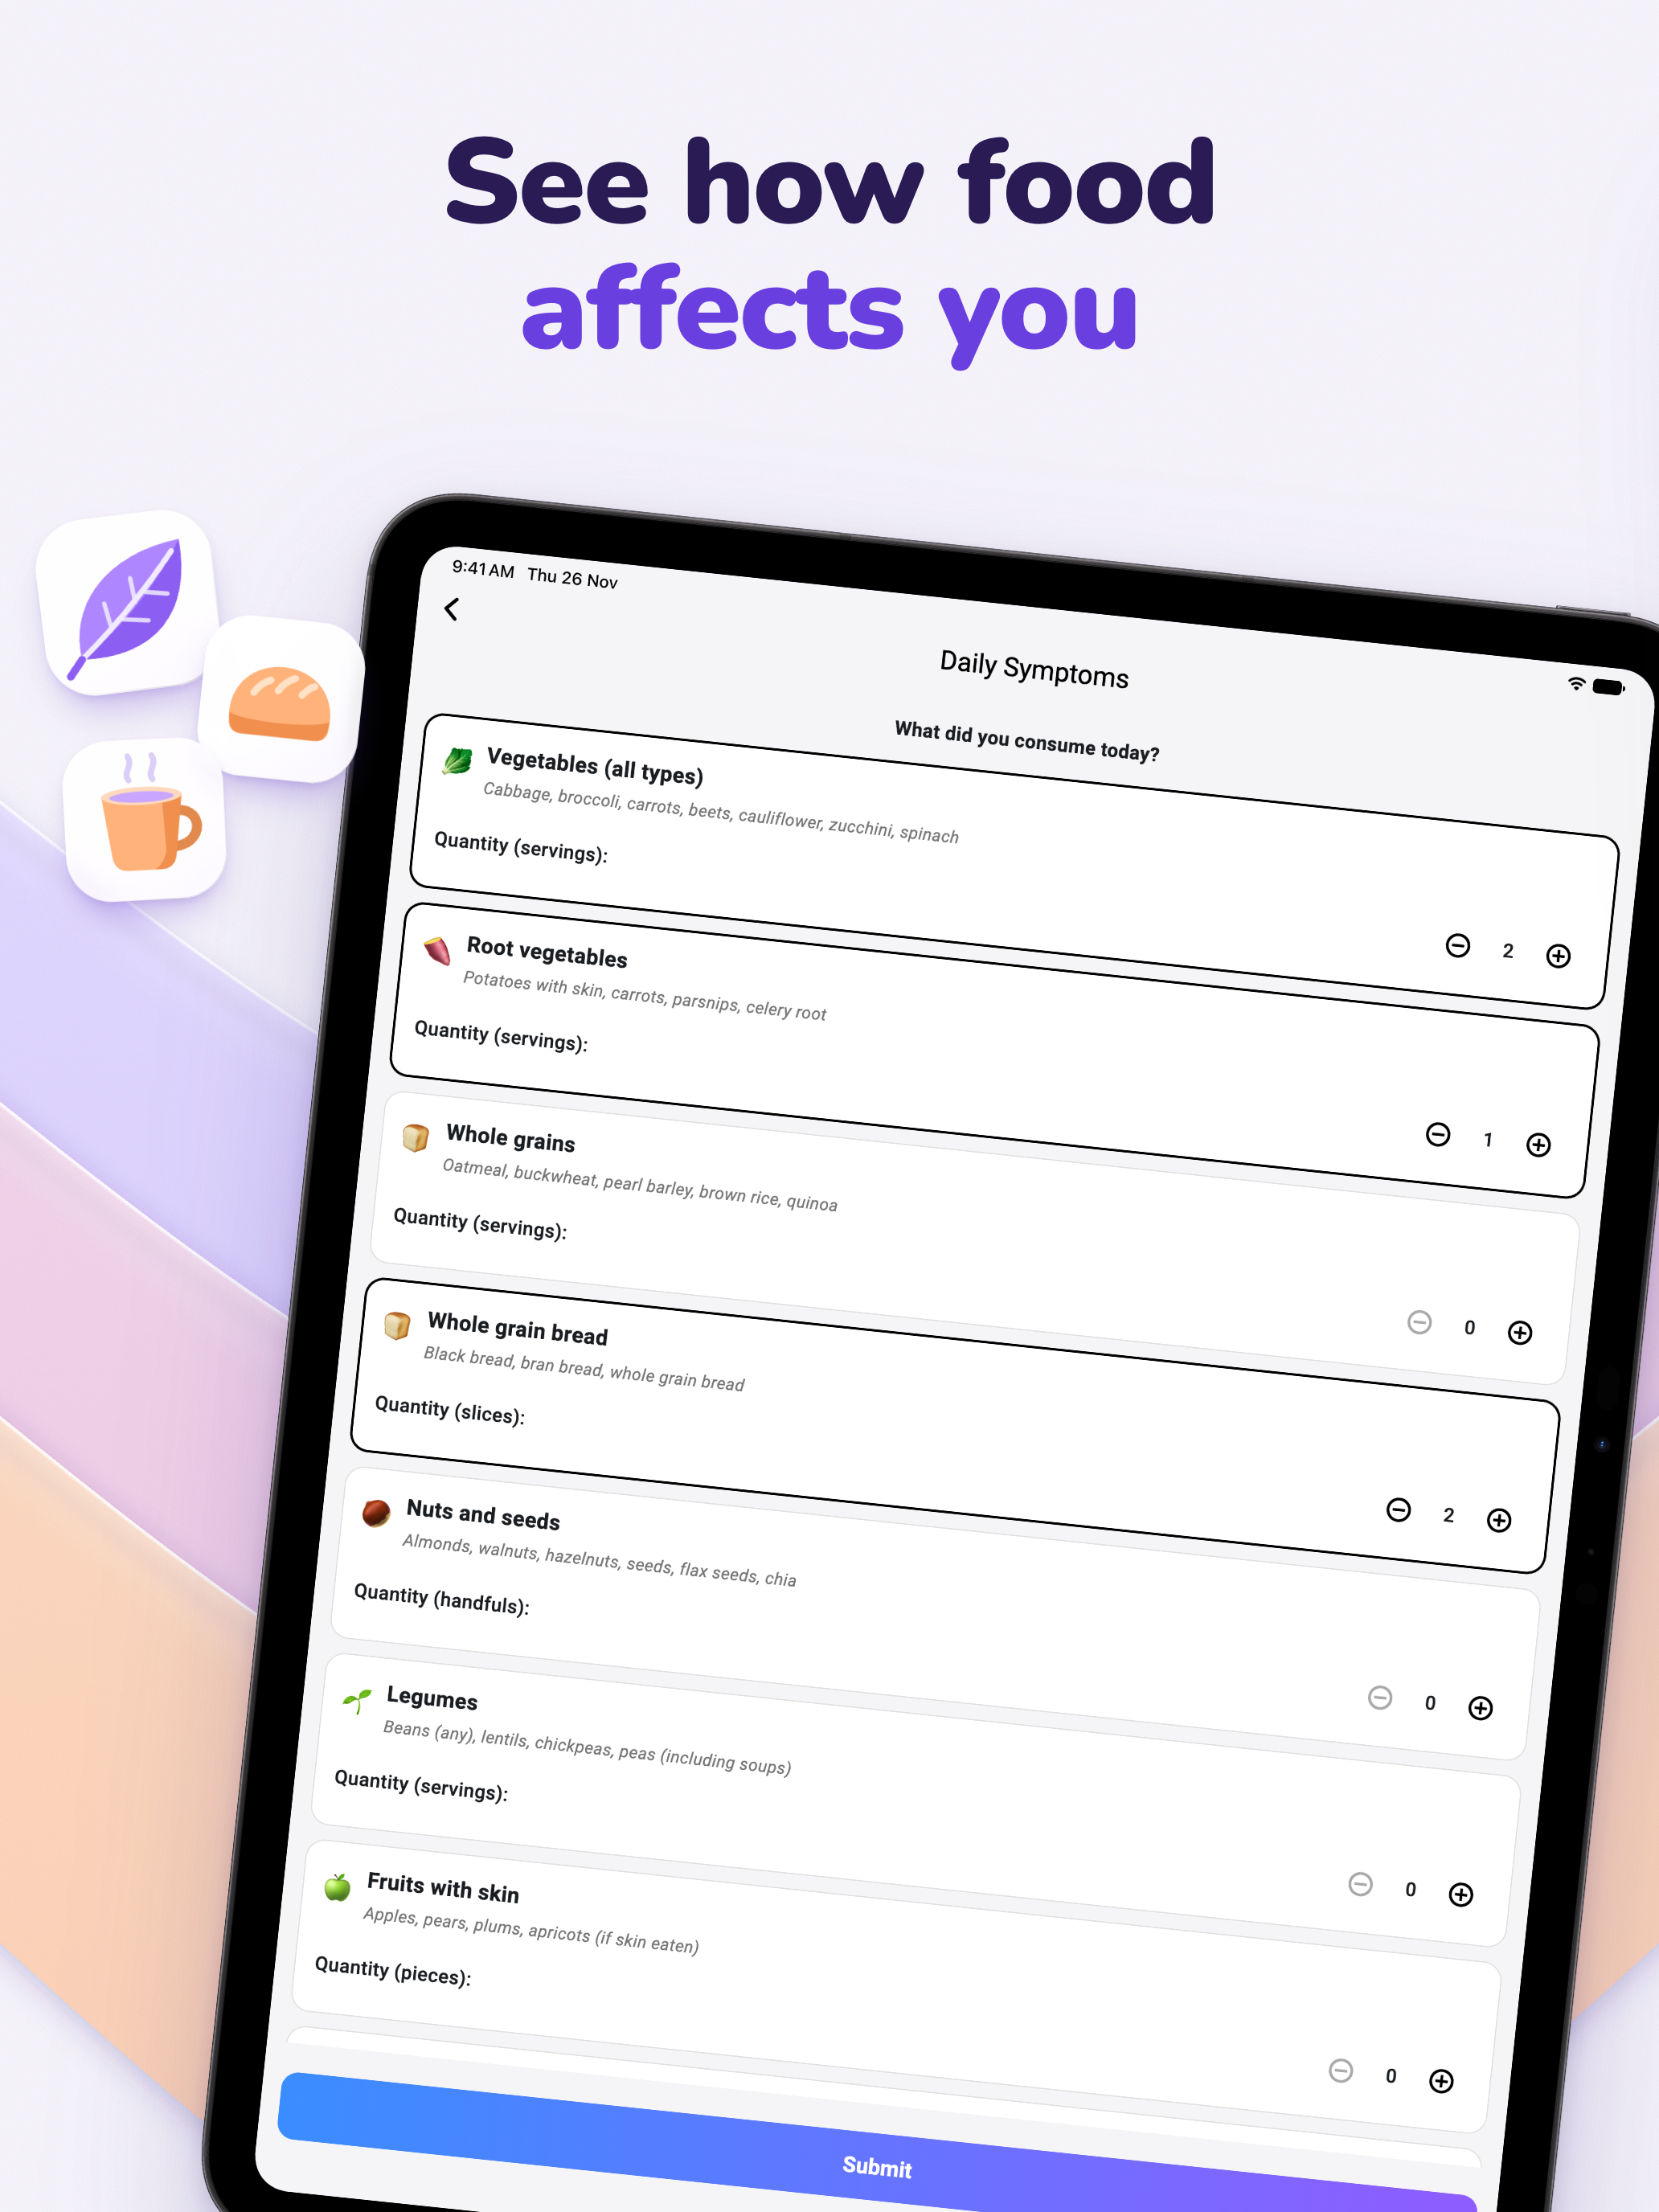 See how food
affects you
9:41 AM Thu 26 Nov
Daily Symptoms
What did you consume today?
Vegetables (all types)
Cabbage, broccoli, carrots, beets, cauliflower, zucchini, spinach
Quantity (servings):
2
Root vegetables
Potatoes with skin, carrots, parsnips, celery root
Quantity (servings):
1
Whole grains
Oatmeal, buckwheat, pearl barley, brown rice, quinoa
Quantity (servings):
0
Whole grain bread
Black bread, bran bread, whole grain bread
Quantity (slices):
2
Nuts and seeds
Almonds, walnuts, hazelnuts, seeds, flax seeds, chia
Quantity (handfuls):
0
Legumes
Beans (any), lentils, chickpeas, peas (including soups)
Quantity (servings):
0
Fruits with skin
Apples, pears, plums, apricots (if skin eaten)
Quantity (pieces):
0
Submit